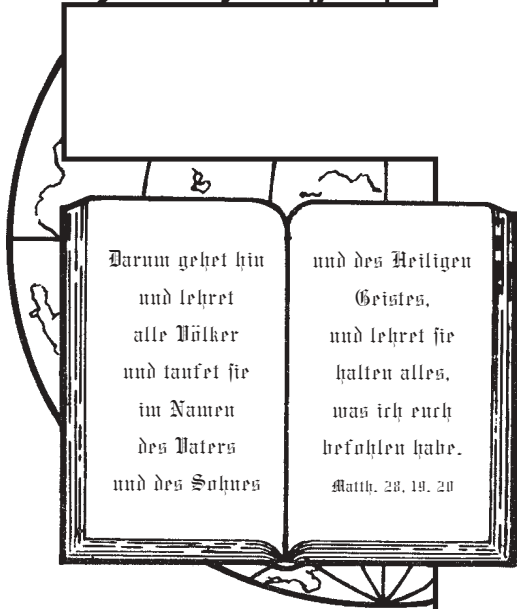 Darum gehet hin
und lehret
alle Völker
und taufet sie
im Namen
des Vaters
und des Sohnes
und des Heiligen
Geistes,
und lehret sie
halten alles,
was ich euch
befohlen habe.
Matth. 28, 19. 20